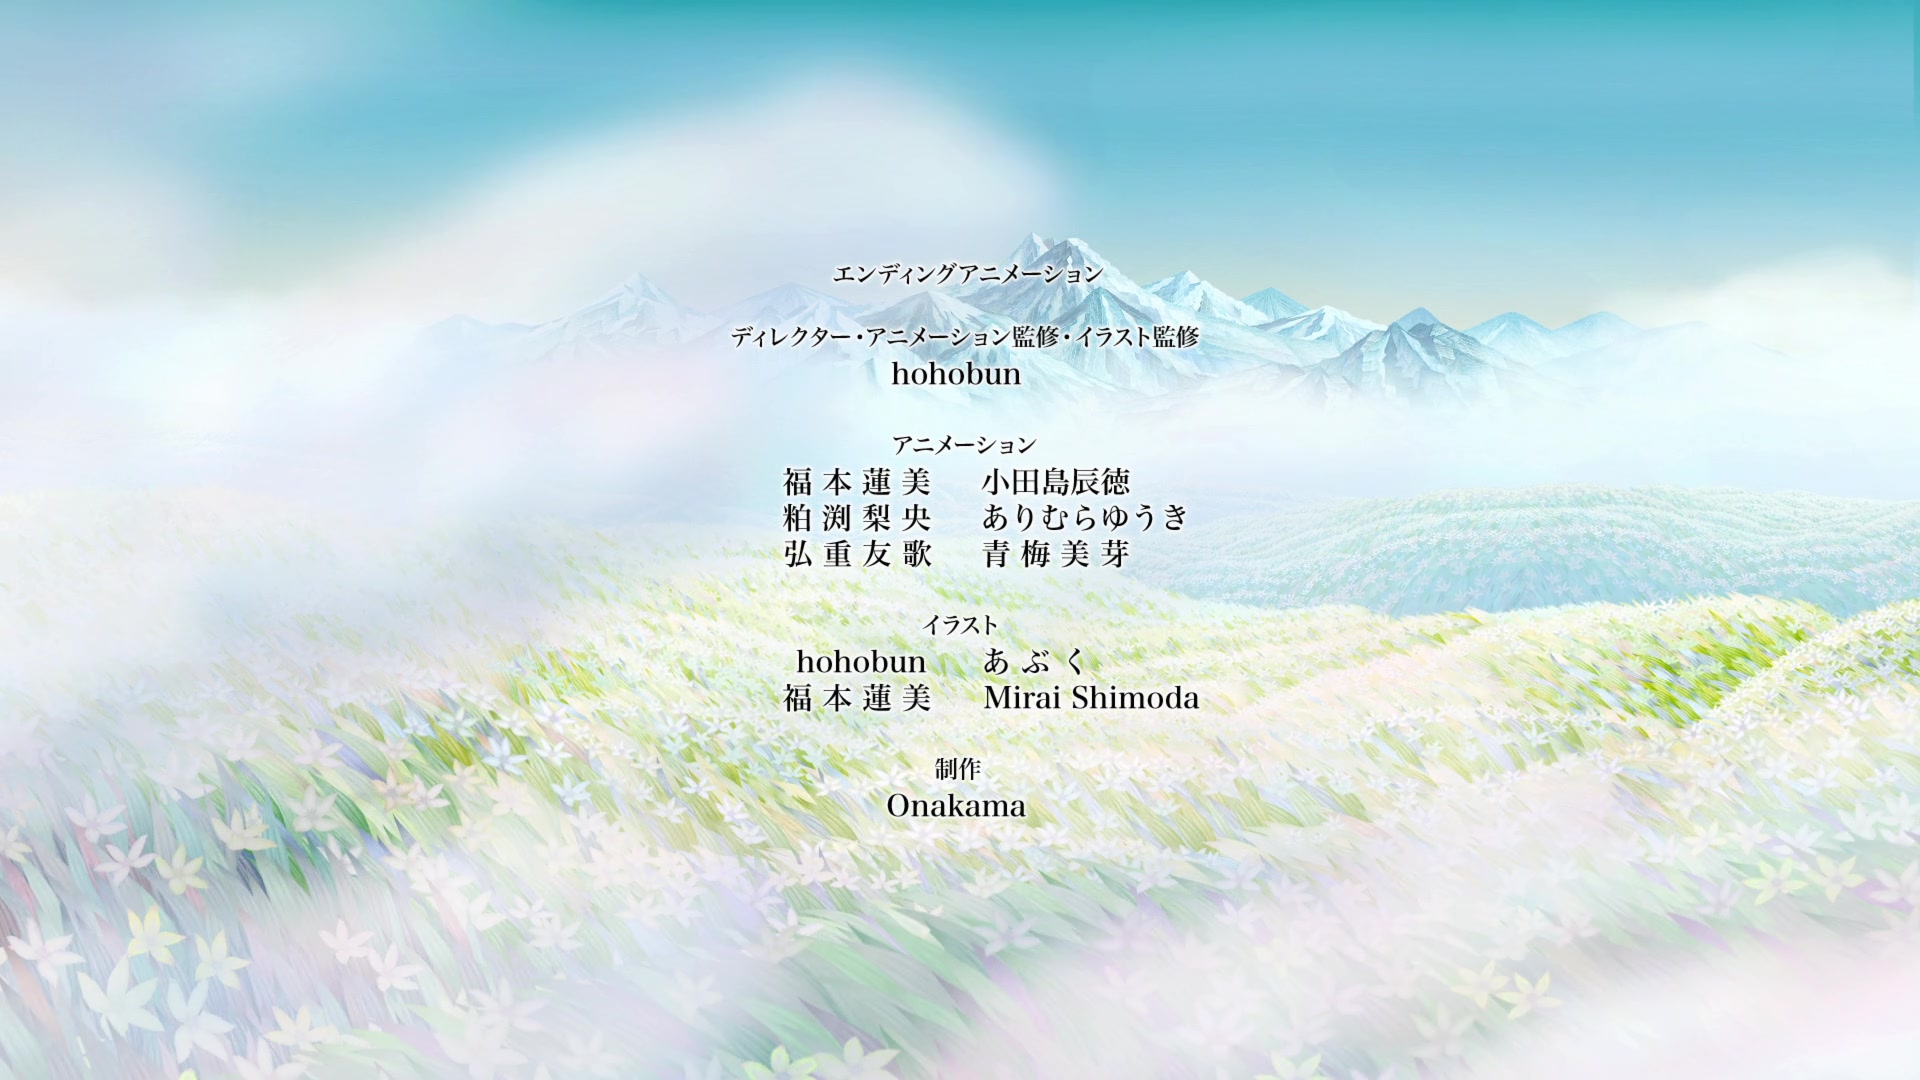 エンディングアニメーション
ディレクター・アニメーション監修・イラスト監修
hohobun
アニメーション
福本蓮美 小田島辰徳
粕渕梨央 ありむらゆうき
弘重友歌 青梅美芽
イラスト
hohobun あぶく
福本蓮美 Mirai Shimoda
制作
Onakama